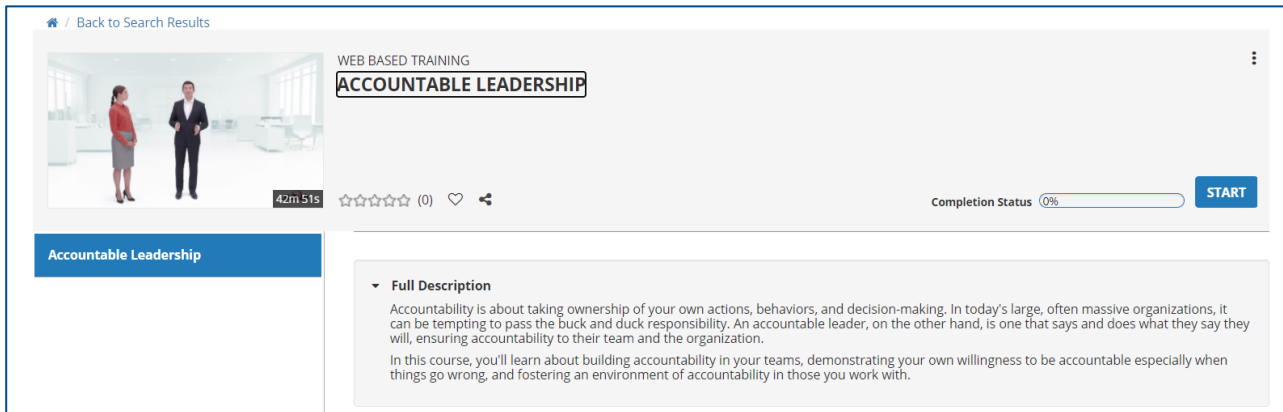 / Back to Search Results
WEB BASED TRAINING
ACCOUNTABLE LEADERSHIP
42m 51s
(0)
Completion Status
0%
START
Accountable Leadership
Full Description
Accountability is about taking ownership of your own actions, behaviors, and decision-making. In today's large, often massive organizations, it
can be tempting to pass the buck and duck responsibility. An accountable leader, on the other hand, is one that says and does what they say they
will, ensuring accountability to their team and the organization.
In this course, you'll learn about building accountability in your teams, demonstrating your own willingness to be accountable especially when
things go wrong, and fostering an environment of accountability in those you work with.